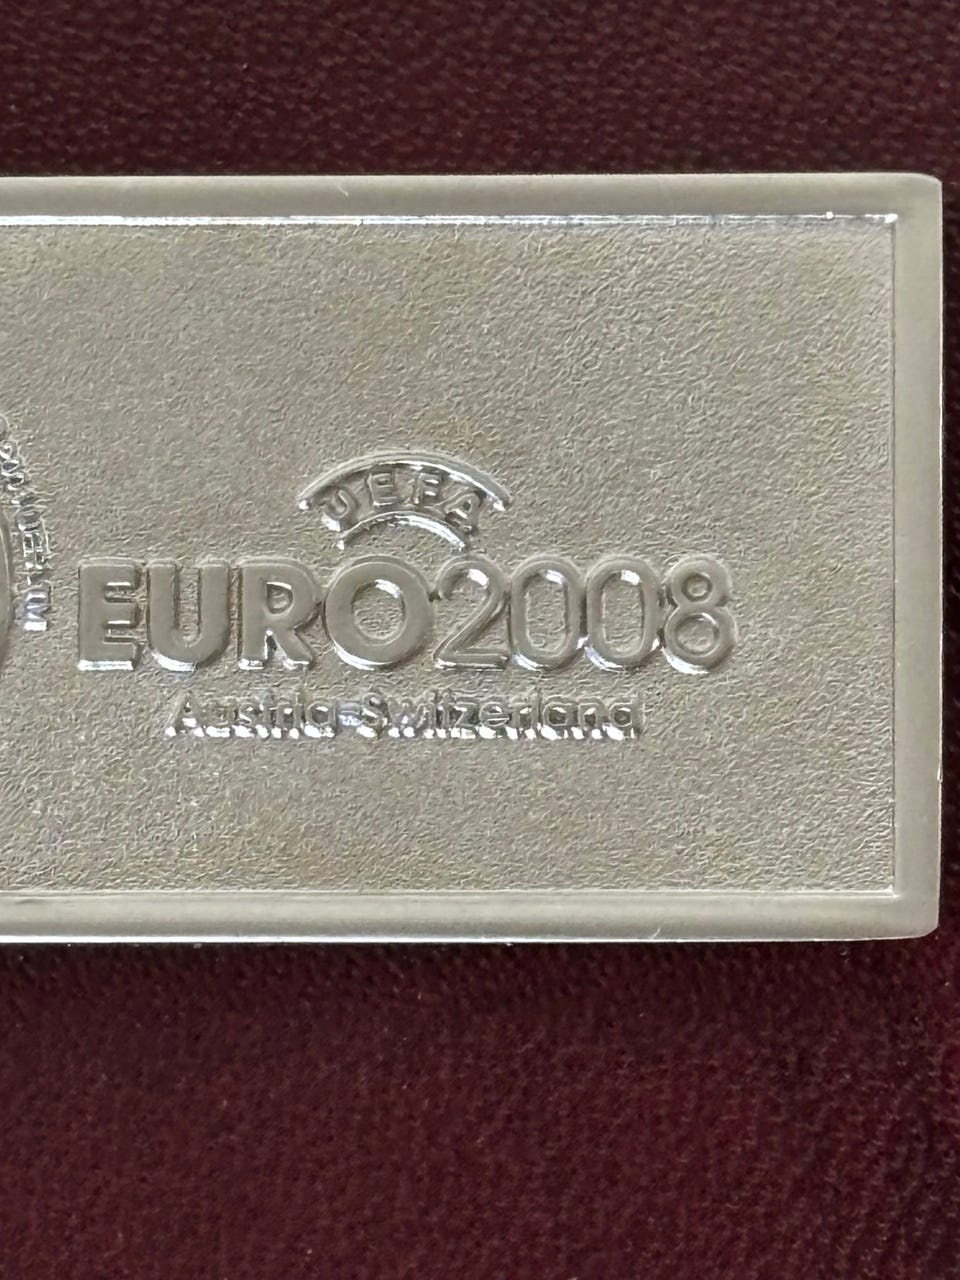 UEFA
EURO2008
Austria-Switzerland